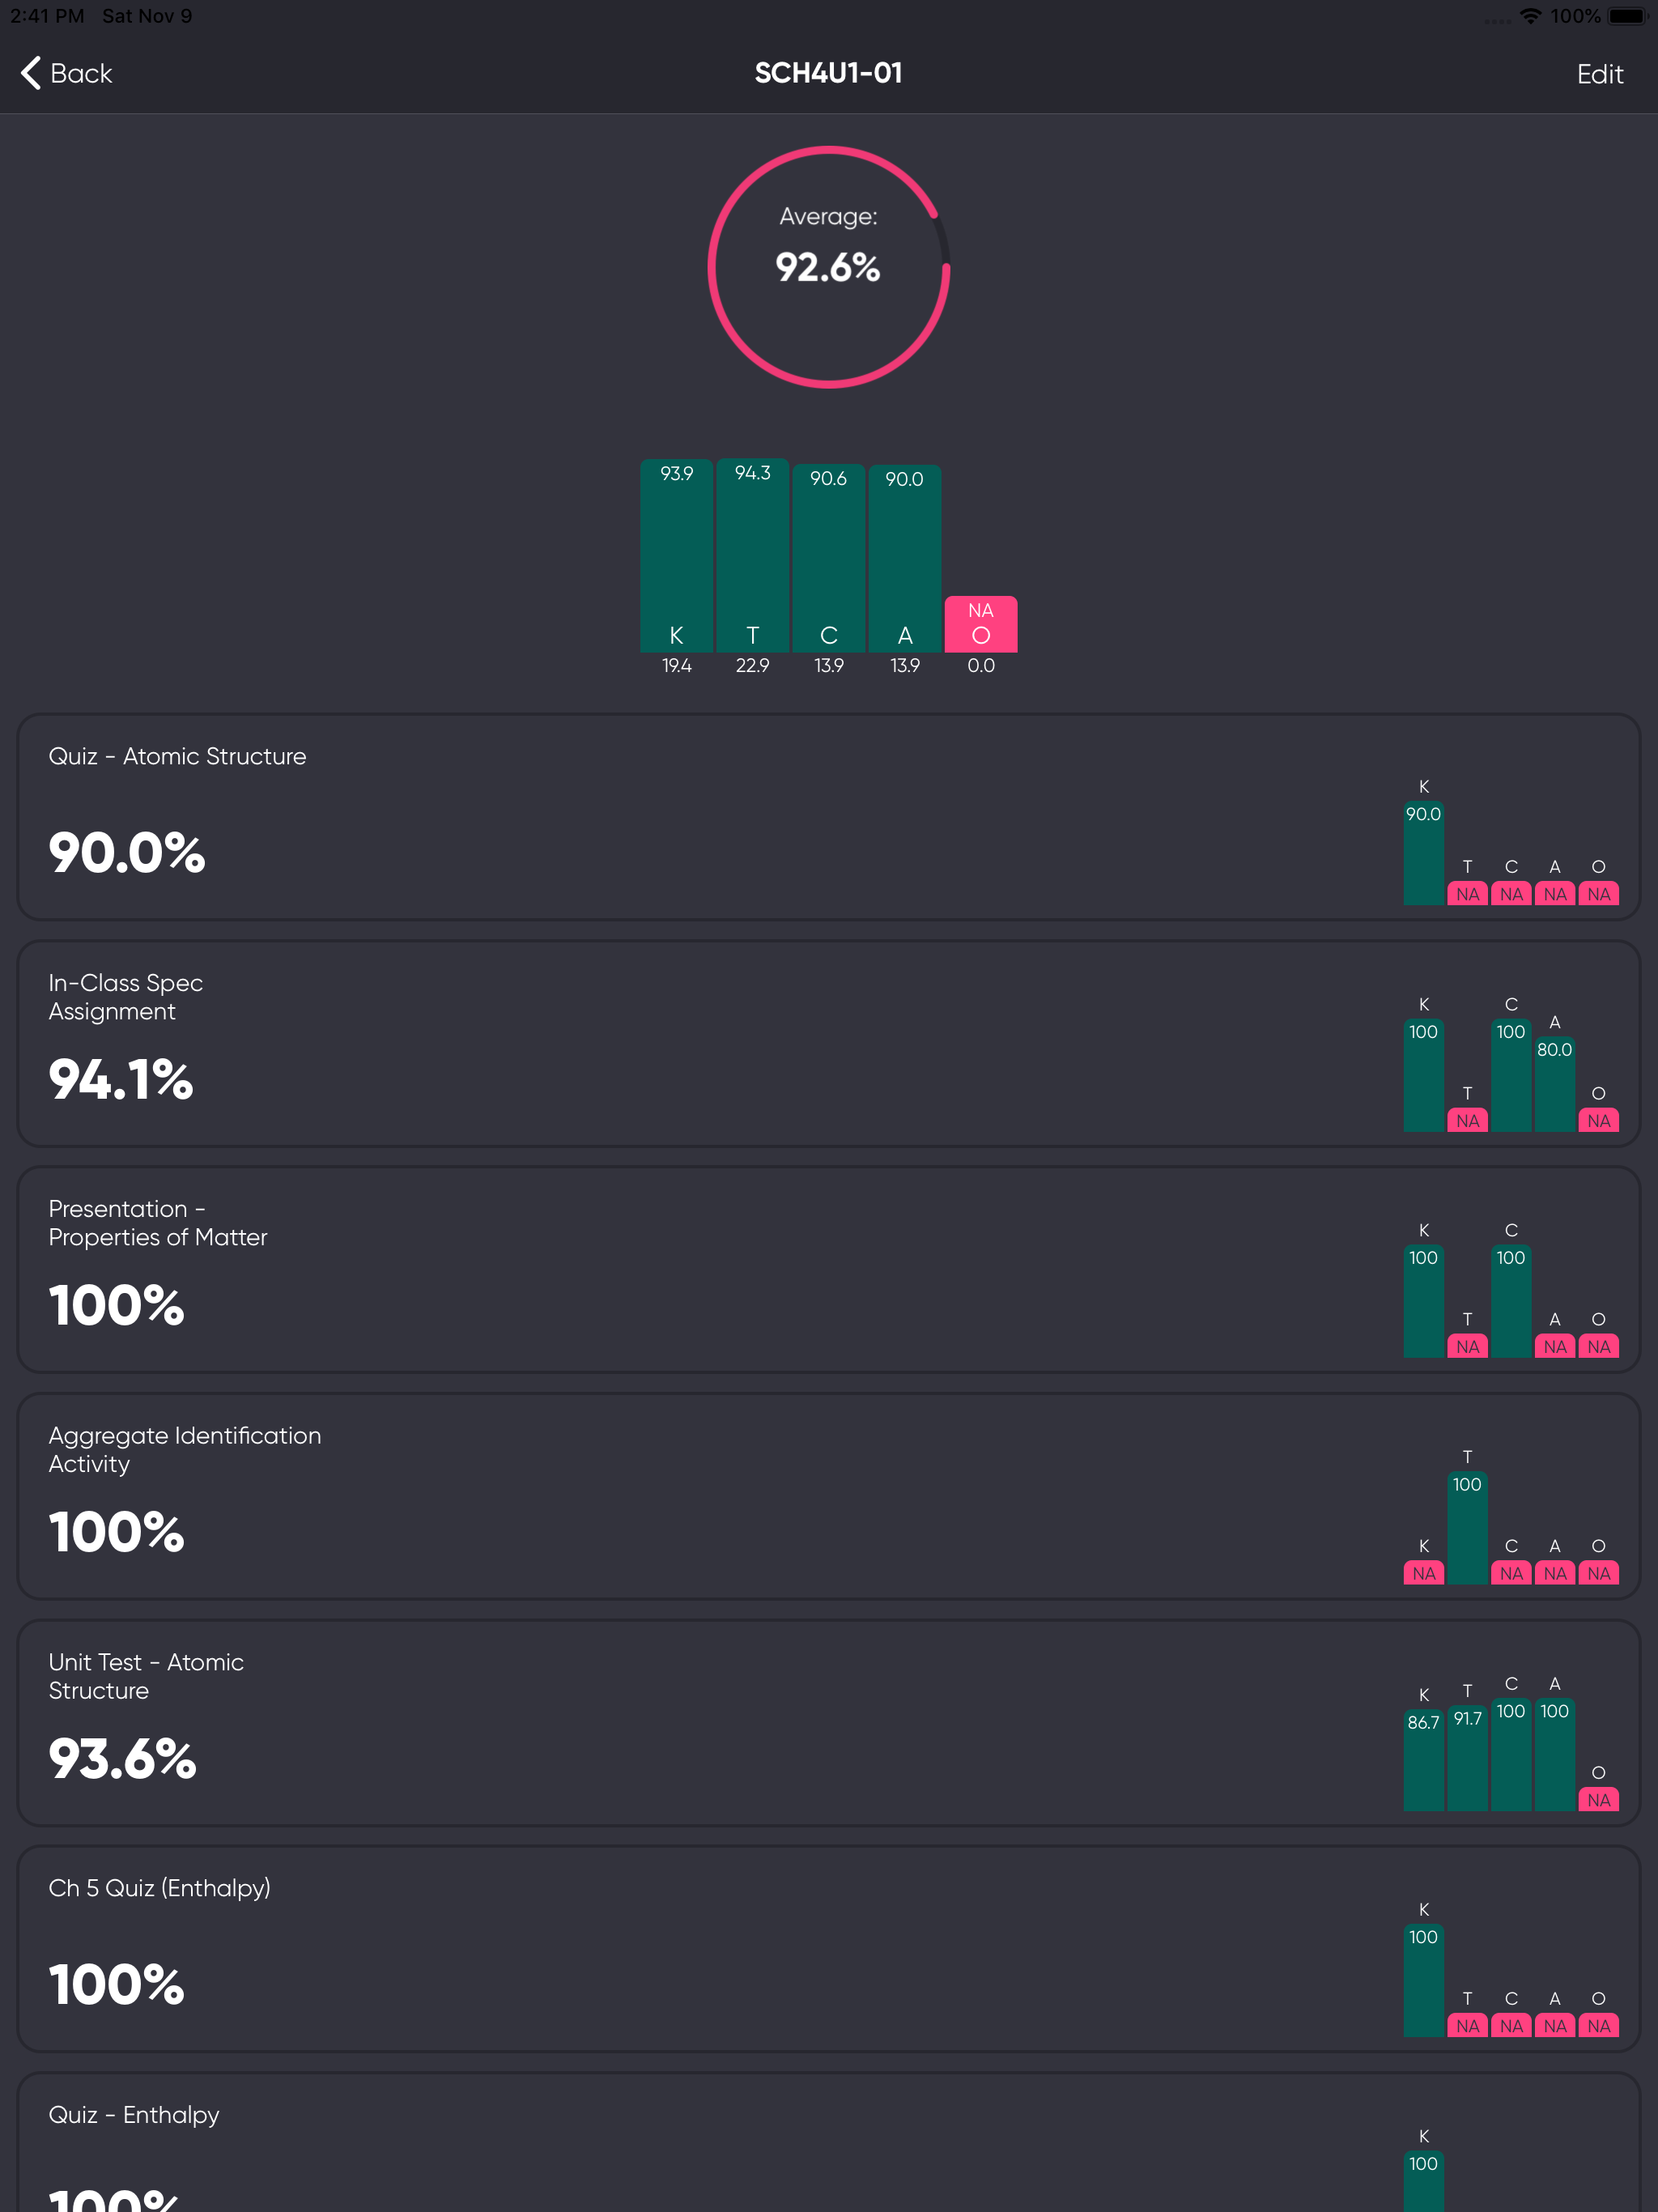 2:41 PM Sat Nov 9 100%
Back SCH4U1-01 Edit
Average:
92.6%
93.9 94.3 90.6 90.0 NA
K T C A O
19.4 22.9 13.9 13.9 0.0
Quiz - Atomic Structure
90.0%
K
90.0
T C A O
NA NA NA NA
In-Class Spec
Assignment
94.1%
K C
100 100
A
80.0
T O
NA NA
Presentation -
Properties of Matter
100%
K C
100 100
T A O
NA NA NA
Aggregate Identification
Activity
100%
T
100
K C A O
NA NA NA NA
Unit Test - Atomic
Structure
93.6%
K T C A
86.7 91.7 100 100
O
NA
Ch 5 Quiz (Enthalpy)
100%
K
100
T C A O
NA NA NA NA
Quiz - Enthalpy
100%
K
100